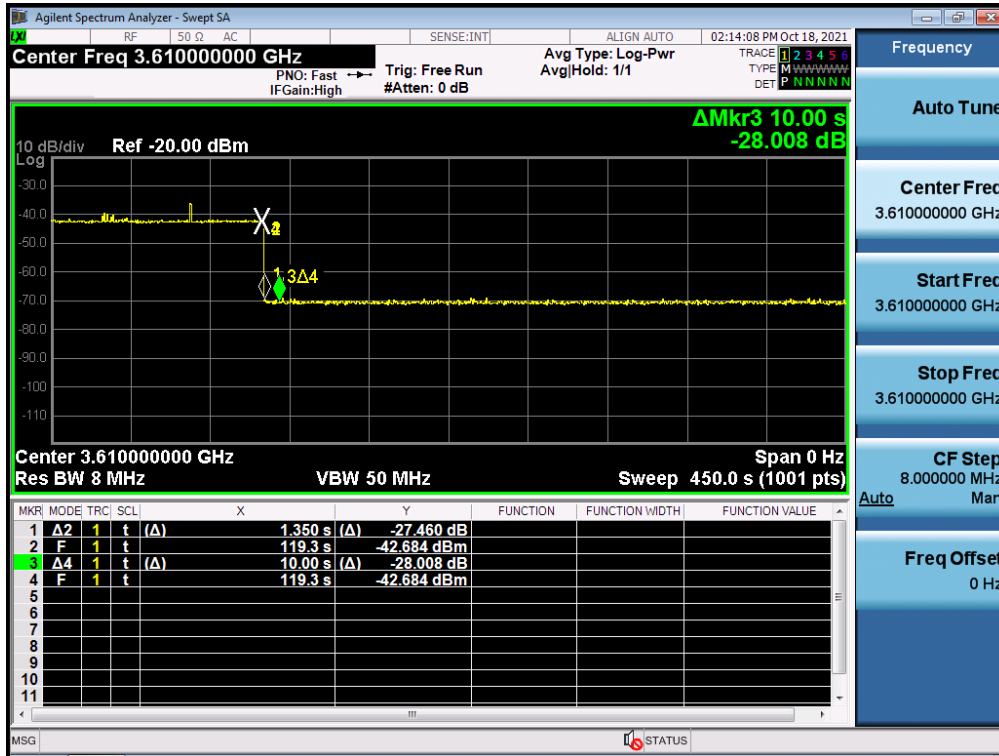 Agilent Spectrum Analyzer - Swept SA
LXI RF 50 Ω AC SENSE:INT ALIGN AUTO 02:14:08 PM Oct 18, 2021
Center Freq 3.610000000 GHz
PNO: Fast
IFGain:High
Trig: Free Run
#Atten: 0 dB
Avg Type: Log-Pwr
Avg|Hold: 1/1
TRACE 1 2 3 4 5 6
TYPE M WWWWW
DET P N N N N N
ΔMkr3 10.00 s
-28.008 dB
10 dB/div Ref -20.00 dBm
Log
-30.0
-40.0
-50.0
-60.0
-70.0
-80.0
-90.0
-100
-110
1 3Δ4
Center 3.610000000 GHz Span 0 Hz
Res BW 8 MHz VBW 50 MHz Sweep 450.0 s (1001 pts)
MKR MODE TRC SCL X Y FUNCTION FUNCTION WIDTH FUNCTION VALUE
1 Δ2 1 t (Δ) 1.350 s (Δ) -27.460 dB
2 F 1 t 119.3 s -42.684 dBm
3 Δ4 1 t (Δ) 10.00 s (Δ) -28.008 dB
4 F 1 t 119.3 s -42.684 dBm
5
6
7
8
9
10
11
MSG STATUS
Frequency
Auto Tune
Center Freq
3.610000000 GHz
Start Freq
3.610000000 GHz
Stop Freq
3.610000000 GHz
CF Step
8.000000 MHz
Auto Man
Freq Offset
0 Hz